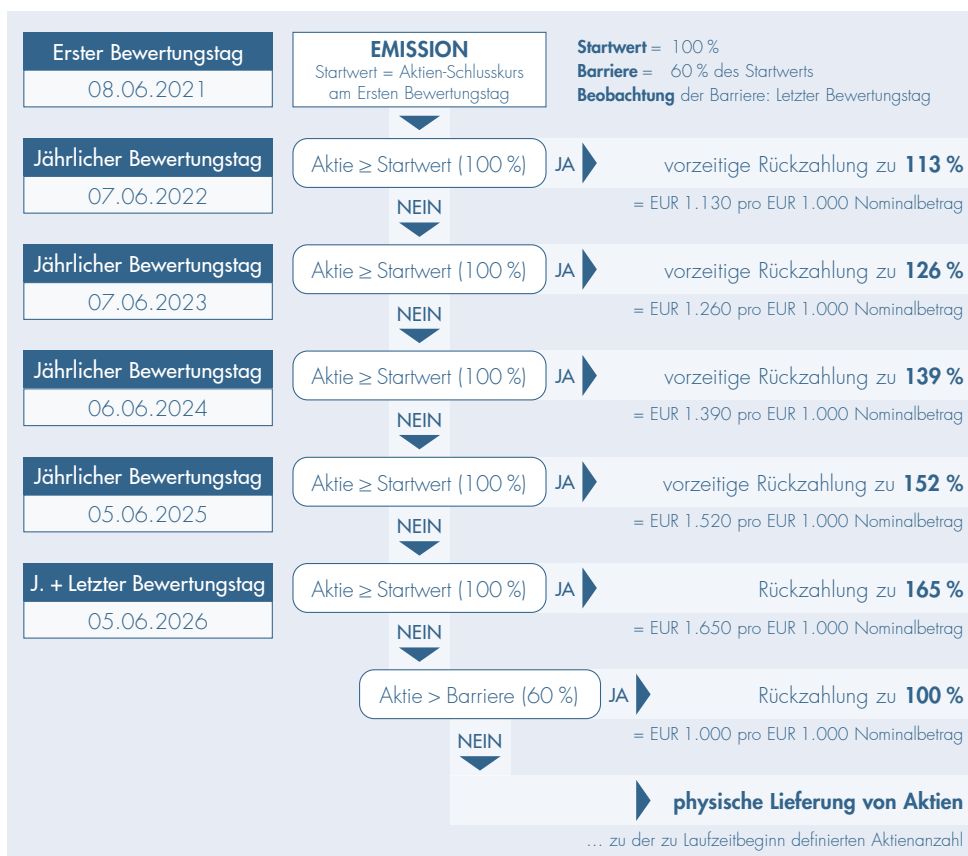 Erster Bewertungstag
08.06.2021
EMISSION
Startwert = Aktien-Schlusskurs
am Ersten Bewertungstag
Startwert = 100 %
Barriere = 60 % des Startwerts
Beobachtung der Barriere: Letzter Bewertungstag
Jährlicher Bewertungstag
07.06.2022
Aktie ≥ Startwert (100 %)
JA
vorzeitige Rückzahlung zu 113 %
= EUR 1.130 pro EUR 1.000 Nominalbetrag
NEIN
Jährlicher Bewertungstag
07.06.2023
Aktie ≥ Startwert (100 %)
JA
vorzeitige Rückzahlung zu 126 %
= EUR 1.260 pro EUR 1.000 Nominalbetrag
NEIN
Jährlicher Bewertungstag
06.06.2024
Aktie ≥ Startwert (100 %)
JA
vorzeitige Rückzahlung zu 139 %
= EUR 1.390 pro EUR 1.000 Nominalbetrag
NEIN
Jährlicher Bewertungstag
05.06.2025
Aktie ≥ Startwert (100 %)
JA
vorzeitige Rückzahlung zu 152 %
= EUR 1.520 pro EUR 1.000 Nominalbetrag
NEIN
J. + Letzter Bewertungstag
05.06.2026
Aktie ≥ Startwert (100 %)
JA
Rückzahlung zu 165 %
= EUR 1.650 pro EUR 1.000 Nominalbetrag
NEIN
Aktie > Barriere (60 %)
JA
Rückzahlung zu 100 %
= EUR 1.000 pro EUR 1.000 Nominalbetrag
NEIN
physische Lieferung von Aktien
... zu der zu Laufzeitbeginn definierten Aktienanzahl